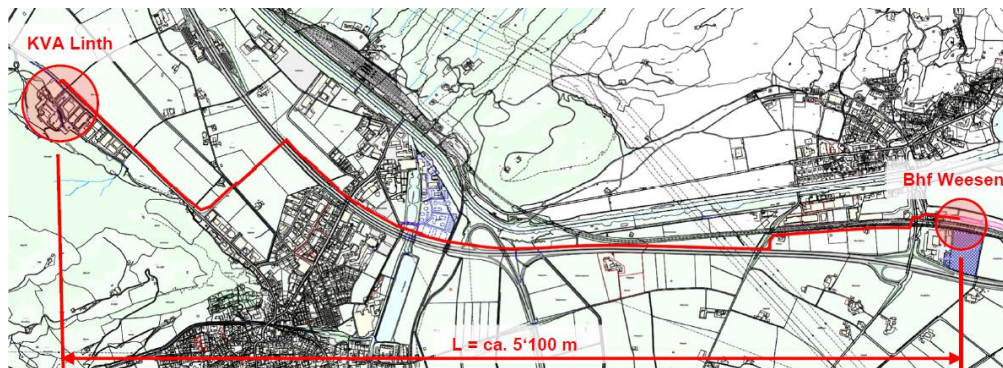 KVA Linth
Bhf Weesen
L = ca. 5‘100 m